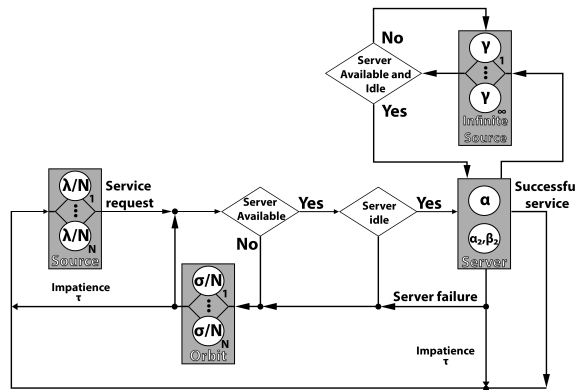 No
γ
1
Server
Available and
Idle
γ
∞
Yes
Infinite
Source
λ/N
1
Service
request
Server
Available
Yes
Server
idle
Yes
α
Successfu
service
λ/N
N
Source
No
α₂,β₂
Server
σ/N
1
Impatience
τ
Server failure
σ/N
N
Orbit
Impatience
τ